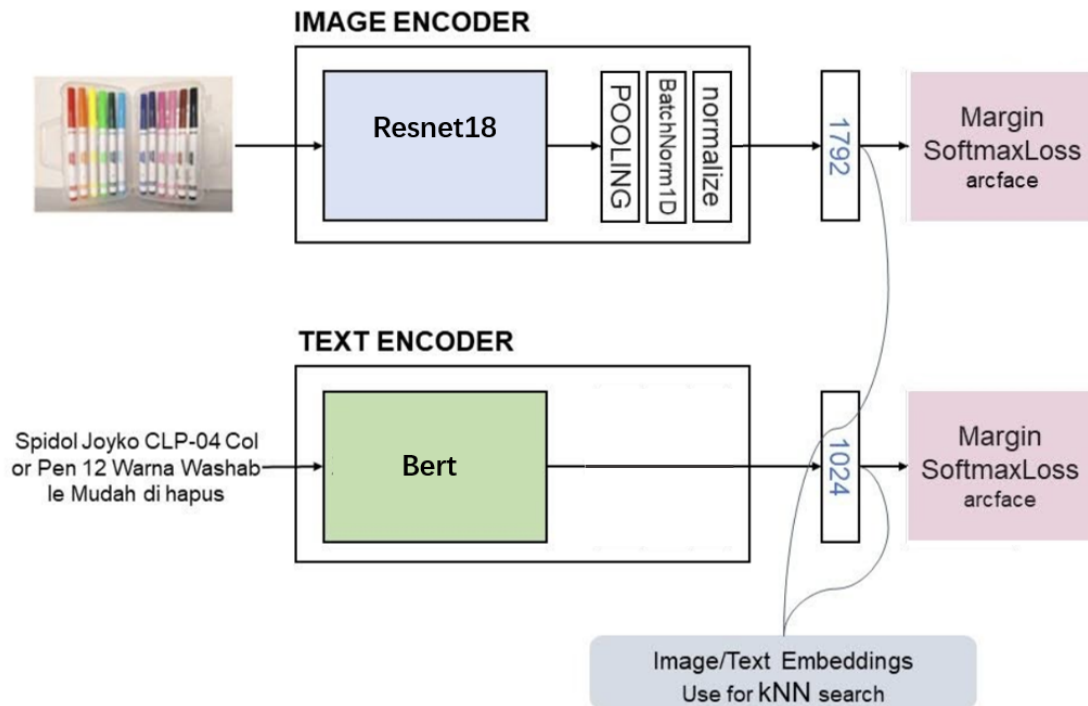 IMAGE ENCODER
Resnet18
POOLING
BatchNorm1D
normalize
1792
Margin
SoftmaxLoss
arcface
TEXT ENCODER
Spidol Joyko CLP-04 Col
or Pen 12 Warna Washab
le Mudah di hapus
Bert
1024
Margin
SoftmaxLoss
arcface
Image/Text Embeddings
Use for kNN search